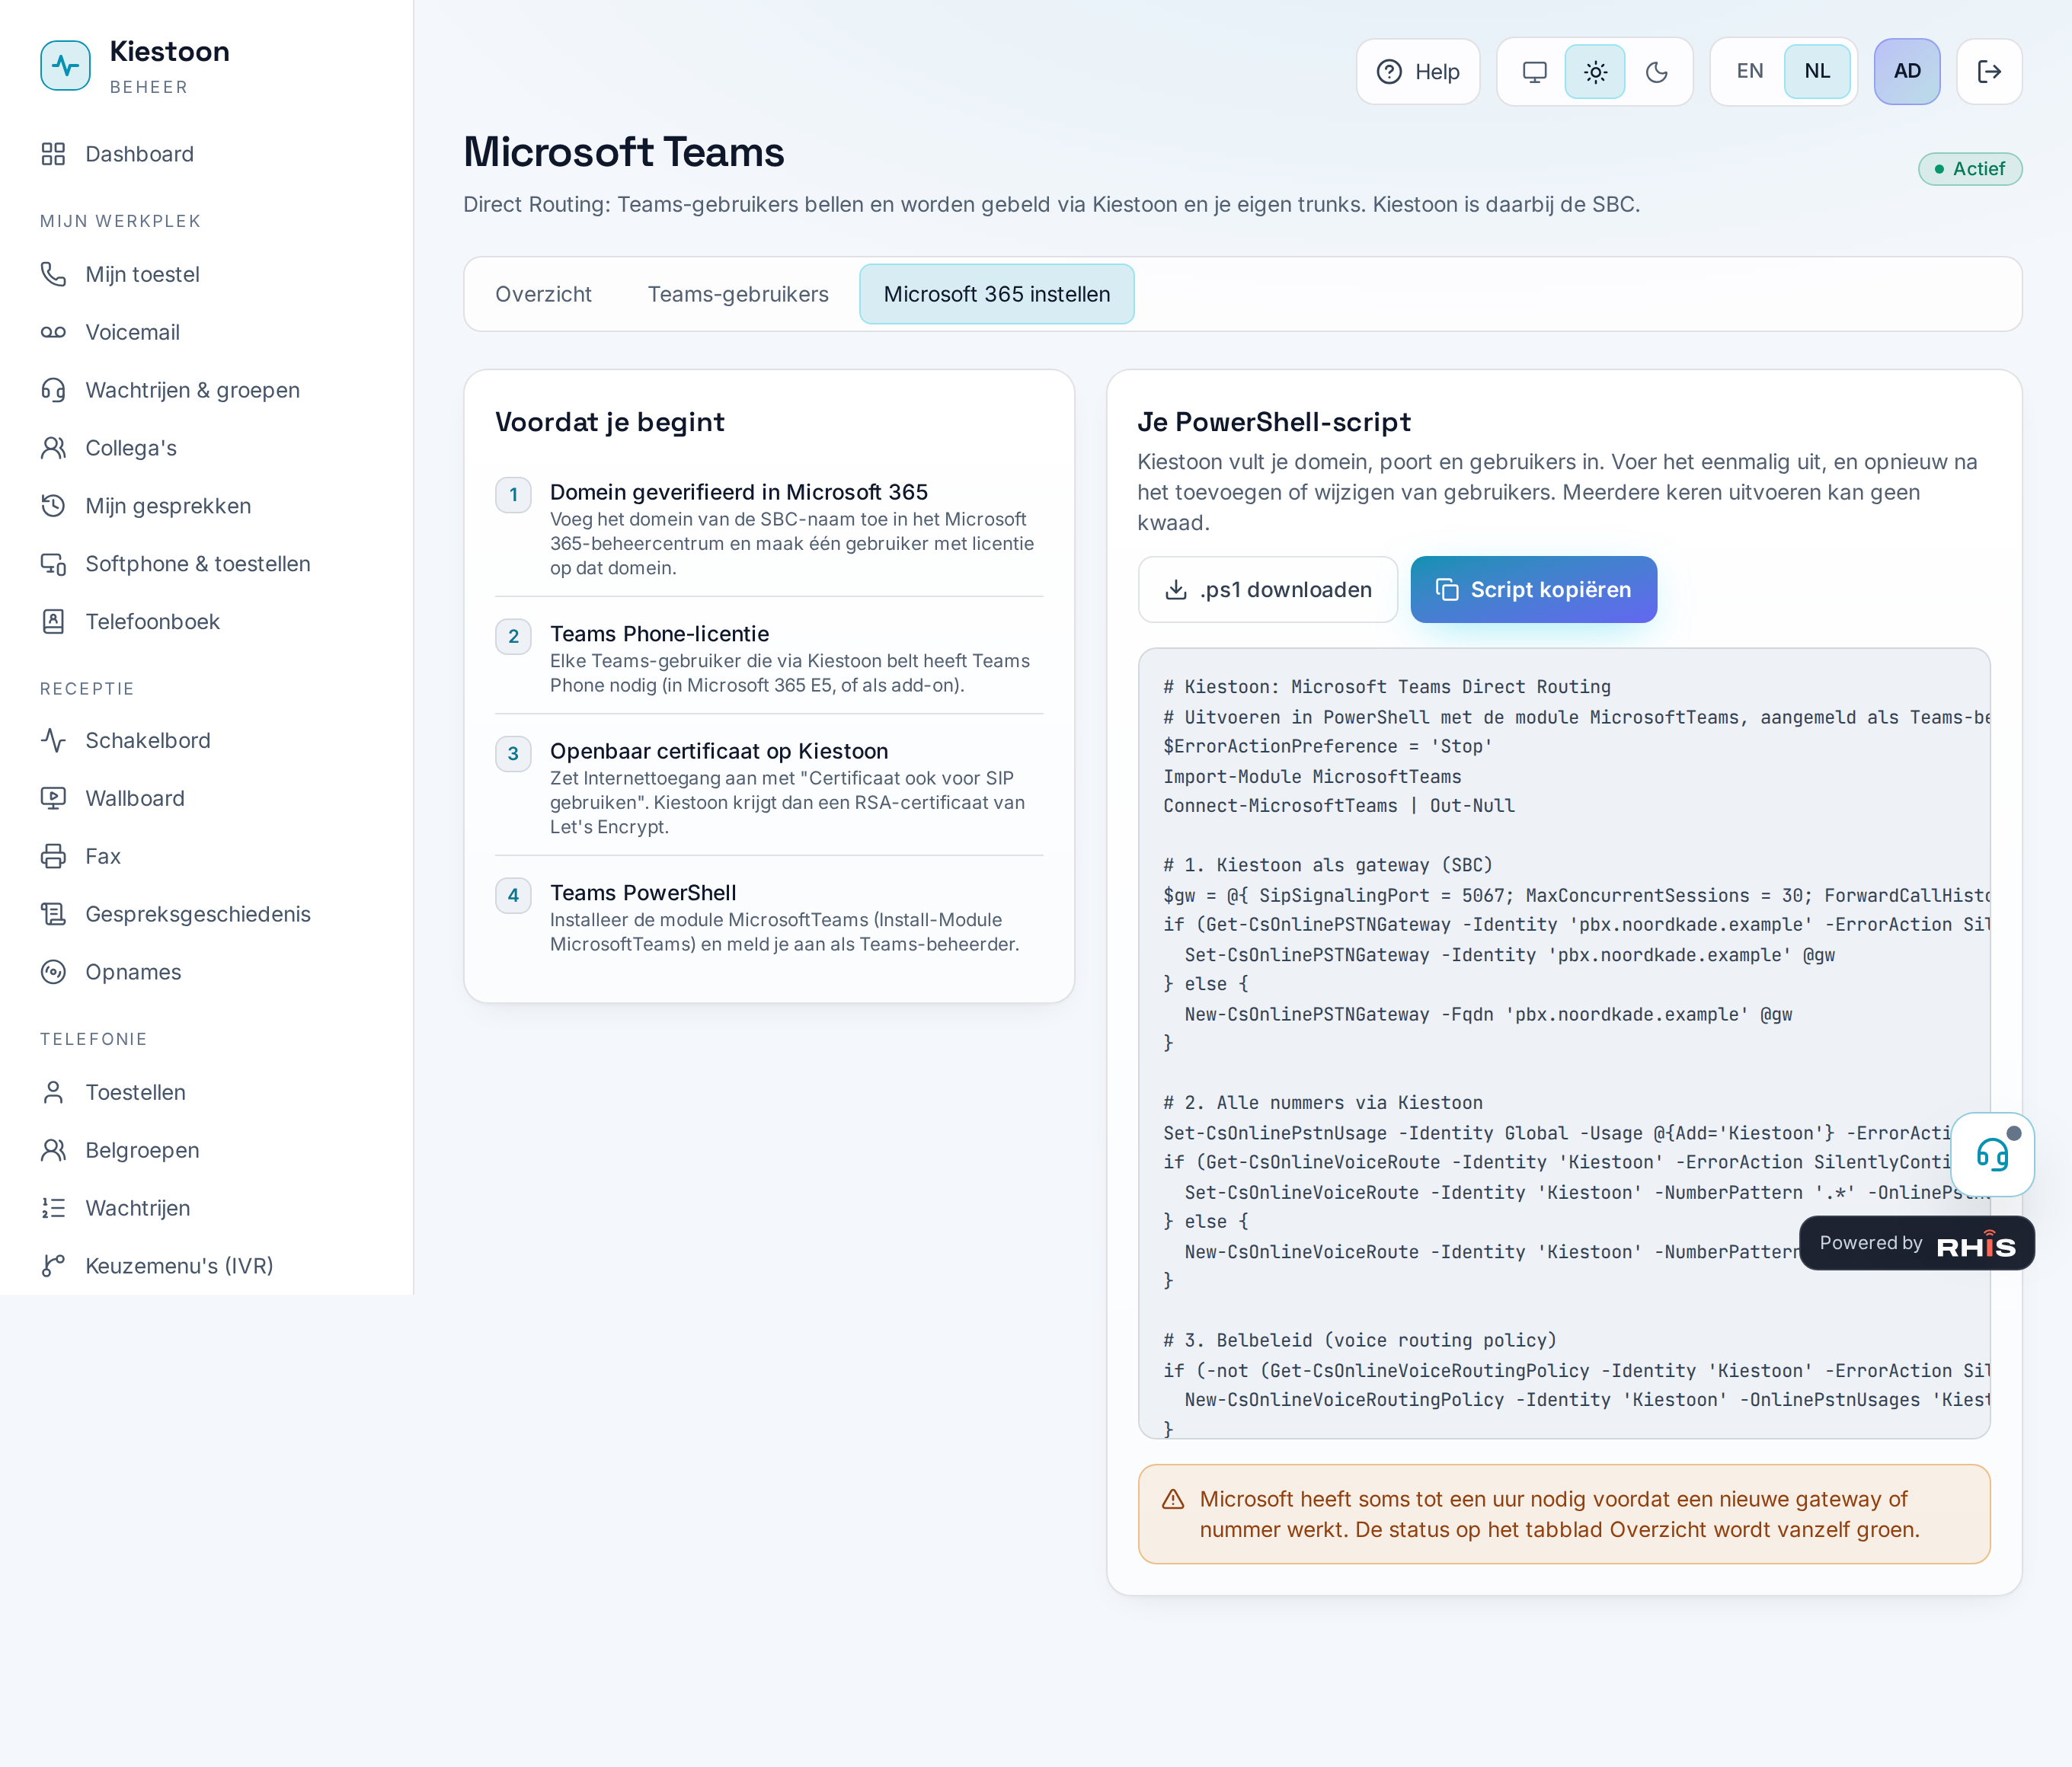 Kiestoon
BEHEER
Dashboard
MIJN WERKPLEK
Mijn toestel
Voicemail
Wachtrijen & groepen
Collega's
Mijn gesprekken
Softphone & toestellen
Telefoonboek
RECEPTIE
Schakelbord
Wallboard
Fax
Gespreksgeschiedenis
Opnames
TELEFONIE
Toestellen
Belgroepen
Wachtrijen
Keuzemenu's (IVR)
Help
EN
NL
AD
Microsoft Teams
Actief
Direct Routing: Teams-gebruikers bellen en worden gebeld via Kiestoon en je eigen trunks. Kiestoon is daarbij de SBC.
Overzicht
Teams-gebruikers
Microsoft 365 instellen
Voordat je begint
1
Domein geverifieerd in Microsoft 365
Voeg het domein van de SBC-naam toe in het Microsoft
365-beheercentrum en maak één gebruiker met licentie
op dat domein.
2
Teams Phone-licentie
Elke Teams-gebruiker die via Kiestoon belt heeft Teams
Phone nodig (in Microsoft 365 E5, of als add-on).
3
Openbaar certificaat op Kiestoon
Zet Internettoegang aan met "Certificaat ook voor SIP
gebruiken". Kiestoon krijgt dan een RSA-certificaat van
Let's Encrypt.
4
Teams PowerShell
Installeer de module MicrosoftTeams (Install-Module
MicrosoftTeams) en meld je aan als Teams-beheerder.
Je PowerShell-script
Kiestoon vult je domein, poort en gebruikers in. Voer het eenmalig uit, en opnieuw na
het toevoegen of wijzigen van gebruikers. Meerdere keren uitvoeren kan geen
kwaad.
.ps1 downloaden
Script kopiëren
# Kiestoon: Microsoft Teams Direct Routing
# Uitvoeren in PowerShell met de module MicrosoftTeams, aangemeld als Teams-be
$ErrorActionPreference = 'Stop'
Import-Module MicrosoftTeams
Connect-MicrosoftTeams | Out-Null
# 1. Kiestoon als gateway (SBC)
$gw = @{ SipSignalingPort = 5067; MaxConcurrentSessions = 30; ForwardCallHisto
if (Get-CsOnlinePSTNGateway -Identity 'pbx.noordkade.example' -ErrorAction Sil
Set-CsOnlinePSTNGateway -Identity 'pbx.noordkade.example' @gw
} else {
New-CsOnlinePSTNGateway -Fqdn 'pbx.noordkade.example' @gw
}
# 2. Alle nummers via Kiestoon
Set-CsOnlinePstnUsage -Identity Global -Usage @{Add='Kiestoon'} -ErrorActi
if (Get-CsOnlineVoiceRoute -Identity 'Kiestoon' -ErrorAction SilentlyConti
Set-CsOnlineVoiceRoute -Identity 'Kiestoon' -NumberPattern '.*' -OnlinePstn
} else {
New-CsOnlineVoiceRoute -Identity 'Kiestoon' -NumberPattern
}
# 3. Belbeleid (voice routing policy)
if (-not (Get-CsOnlineVoiceRoutingPolicy -Identity 'Kiestoon' -ErrorAction Sil
New-CsOnlineVoiceRoutingPolicy -Identity 'Kiestoon' -OnlinePstnUsages 'Kiest
}
Powered by RHiS
Microsoft heeft soms tot een uur nodig voordat een nieuwe gateway of
nummer werkt. De status op het tabblad Overzicht wordt vanzelf groen.